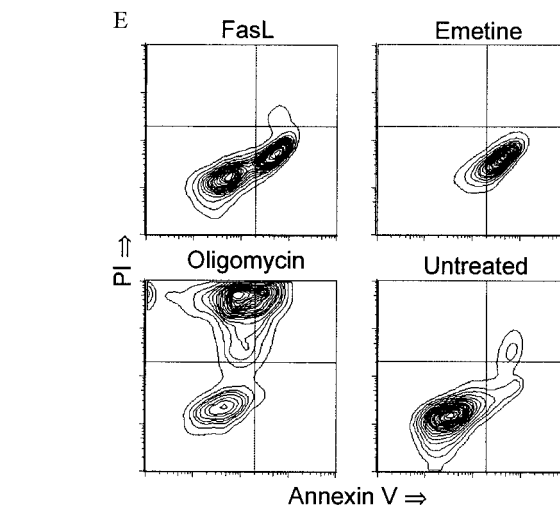 E
FasL
Emetine
Oligomycin
Untreated
PI ⇒
Annexin V ⇒